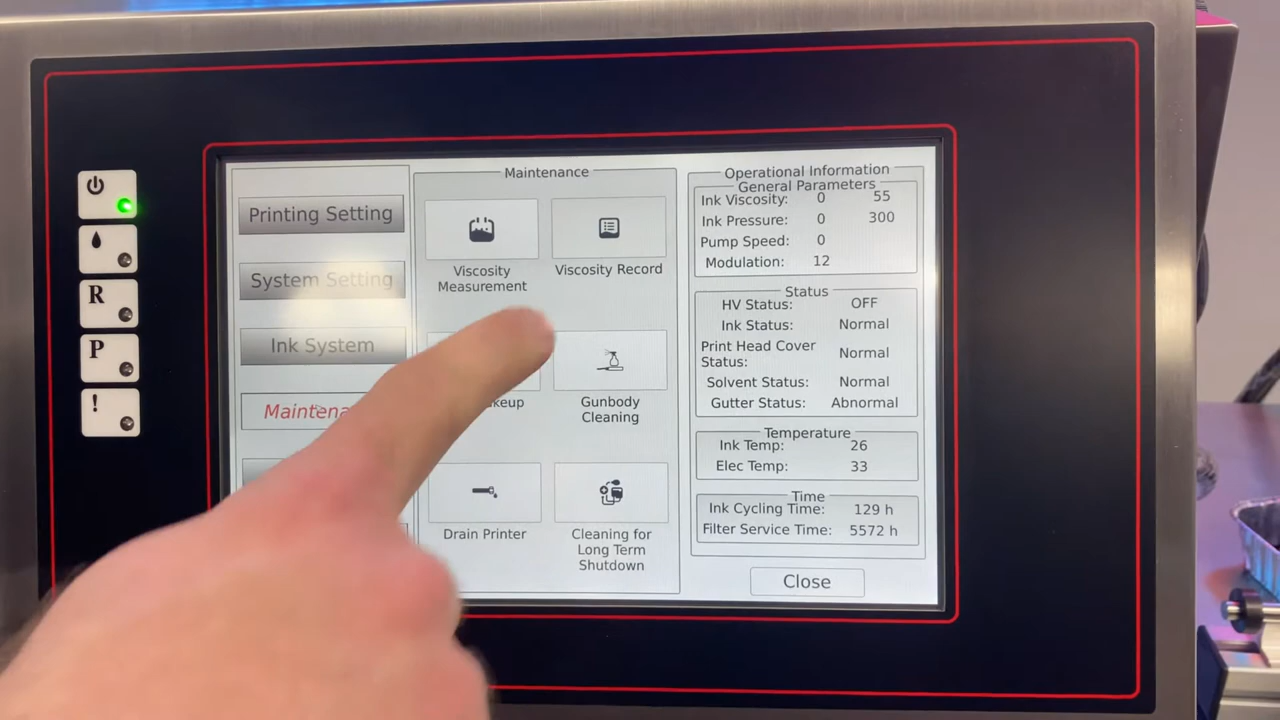 R
P
!
Printing Setting
System Setting
Ink System
Maintena
Maintenance
Viscosity
Measurement
Viscosity Record
Gunbody
Cleaning
Drain Printer
Cleaning for
Long Term
Shutdown
Operational Information
General Parameters
Ink Viscosity: 0 55
Ink Pressure: 0 300
Pump Speed: 0
Modulation: 12
Status
HV Status: OFF
Ink Status: Normal
Print Head Cover
Status: Normal
Solvent Status: Normal
Gutter Status: Abnormal
Temperature
Ink Temp: 26
Elec Temp: 33
Time
Ink Cycling Time: 129 h
Filter Service Time: 5572 h
Close